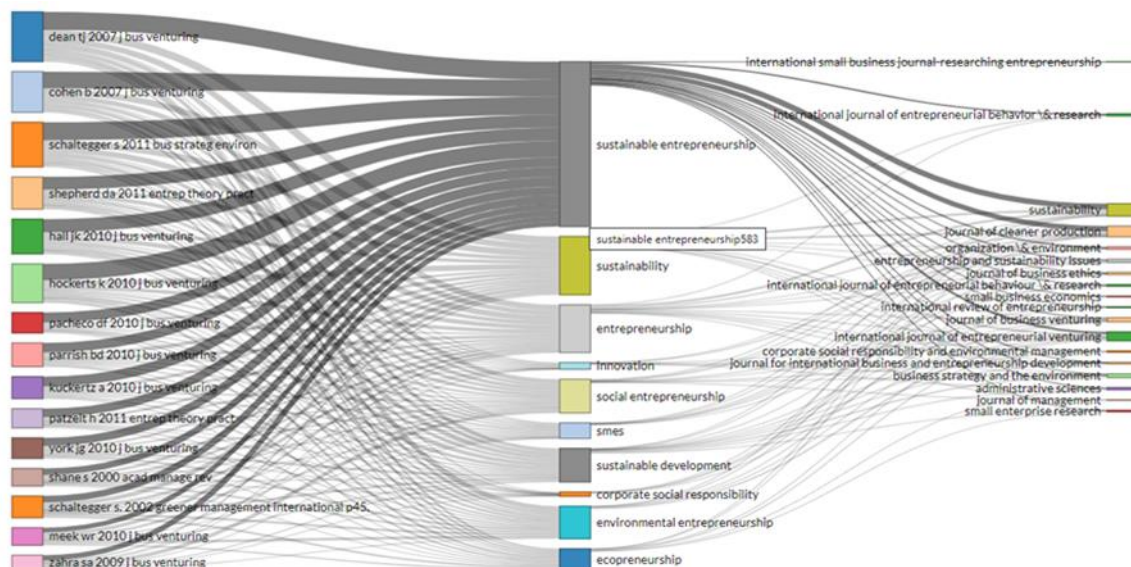 dean tj 2007 j bus venturing
cohen b 2007 j bus venturing
schaltegger s 2011 bus strateg environ
shepherd da 2011 entrep theory pract
hall jk 2010 j bus venturing
hockerts k 2010 j bus venturing
pacheco df 2010 j bus venturing
parrish bd 2010 j bus venturing
kuckertz a 2010 j bus venturing
patzelt h 2011 entrep theory pract
york jg 2010 j bus venturing
shane s 2000 acad manage rev
schaltegger s. 2002 greener management international p45.
meek wr 2010 j bus venturing
zahra sa 2009 j bus venturing
sustainable entrepreneurship
sustainable entrepreneurship583
sustainability
entrepreneurship
innovation
social entrepreneurship
smes
sustainable development
corporate social responsibility
environmental entrepreneurship
ecopreneurship
international small business journal-researching entrepreneurship
international journal of entrepreneurial behavior \& research
sustainability
journal of cleaner production
organization \& environment
entrepreneurship and sustainability issues
journal of business ethics
international journal of entrepreneurial behaviour \& research
small business economics
international review of entrepreneurship
journal of business venturing
international journal of entrepreneurial venturing
corporate social responsibility and environmental management
journal for international business and entrepreneurship development
business strategy and the environment
administrative sciences
journal of management
small enterprise research